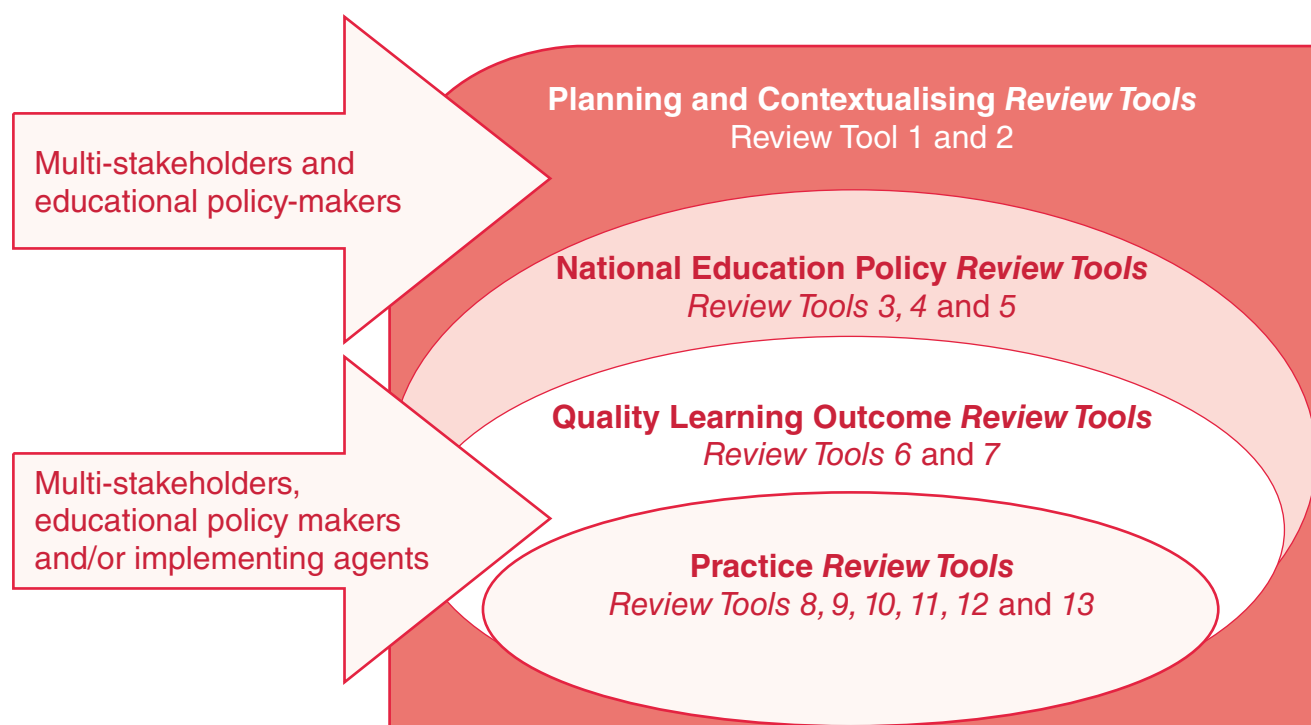 Planning and Contextualising Review Tools
Review Tool 1 and 2
Multi-stakeholders and
educational policy-makers
National Education Policy Review Tools
Review Tools 3, 4 and 5
Quality Learning Outcome Review Tools
Review Tools 6 and 7
Multi-stakeholders,
educational policy makers
and/or implementing agents
Practice Review Tools
Review Tools 8, 9, 10, 11, 12 and 13